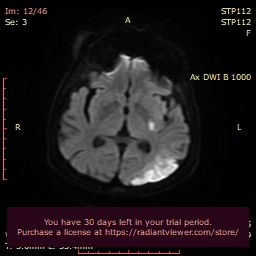 Im: 12/46
Se: 3
A
STP112
STP112
F
Ax DWI B 1000
R
L
You have 30 days left in your trial period.
Purchase a license at https://radiantviewer.com/store/